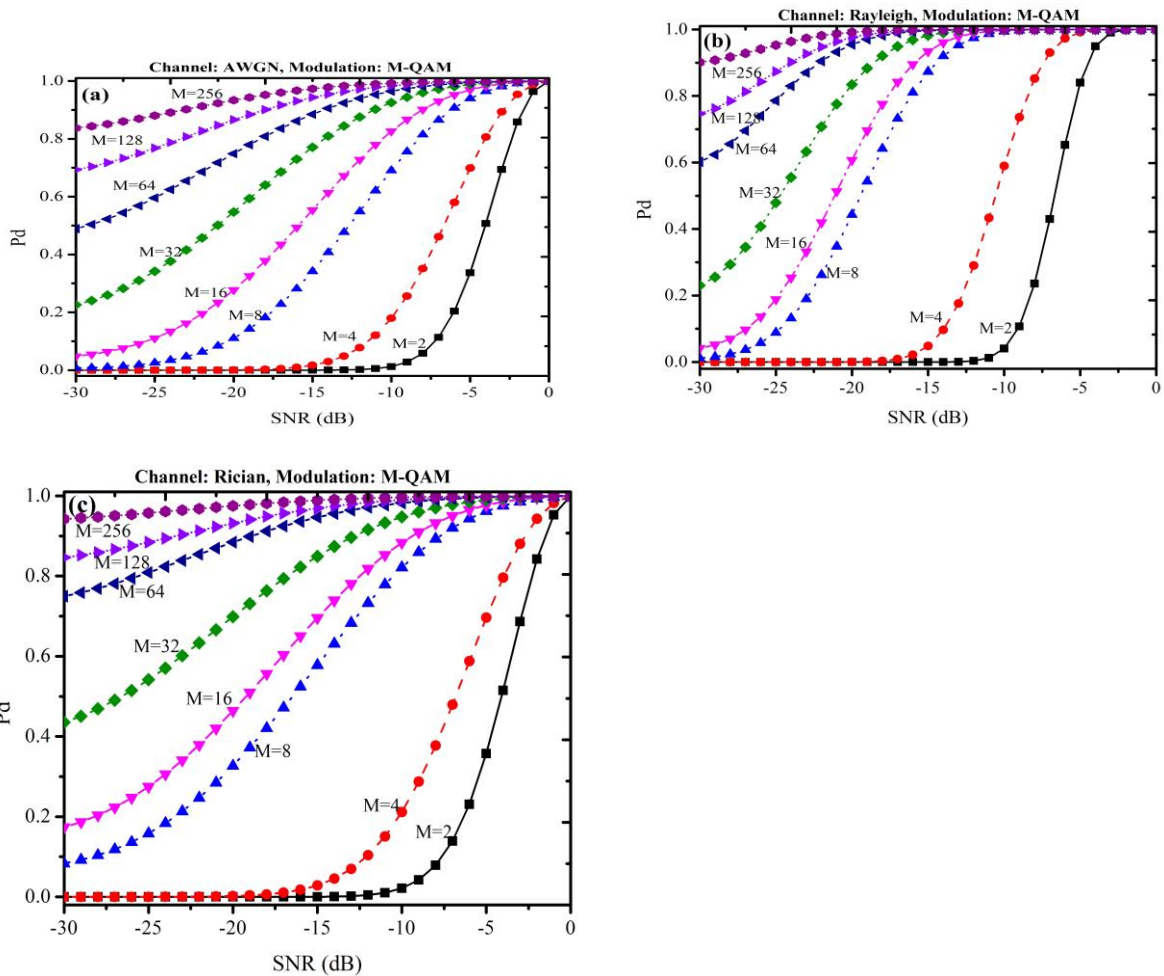 Channel: AWGN, Modulation: M-QAM
(a)
1.0
0.8
0.6
0.4
0.2
0.0
Pd
M=256
M=128
M=64
M=32
M=16
M=8
M=4
M=2
-30 -25 -20 -15 -10 -5 0
SNR (dB)
Channel: Rayleigh, Modulation: M-QAM
(b)
1.0
0.8
0.6
0.4
0.2
0.0
Pd
M=256
M=128
M=64
M=32
M=16
M=8
M=4
M=2
-30 -25 -20 -15 -10 -5 0
SNR (dB)
Channel: Rician, Modulation: M-QAM
(c)
1.0
0.8
0.6
0.4
0.2
0.0
Pd
M=256
M=128
M=64
M=32
M=16
M=8
M=4
M=2
-30 -25 -20 -15 -10 -5 0
SNR (dB)